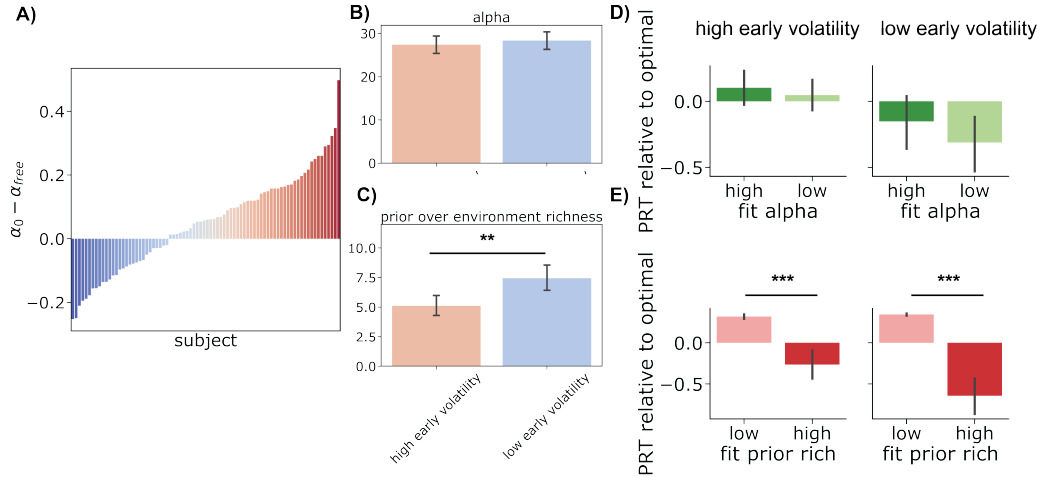 A)
0.4
0.2
0.0
−0.2
α0 − αfree
subject
B)
alpha
30
20
10
0
C)
prior over environment richness
10.0
7.5
5.0
2.5
0.0
**
high early volatility
low early volatility
D)
high early volatility
low early volatility
PRT relative to optimal
0.0
−0.5
high
low
fit alpha
high
low
fit alpha
E)
PRT relative to optimal
***
***
0.0
−0.5
low
high
fit prior rich
low
high
fit prior rich